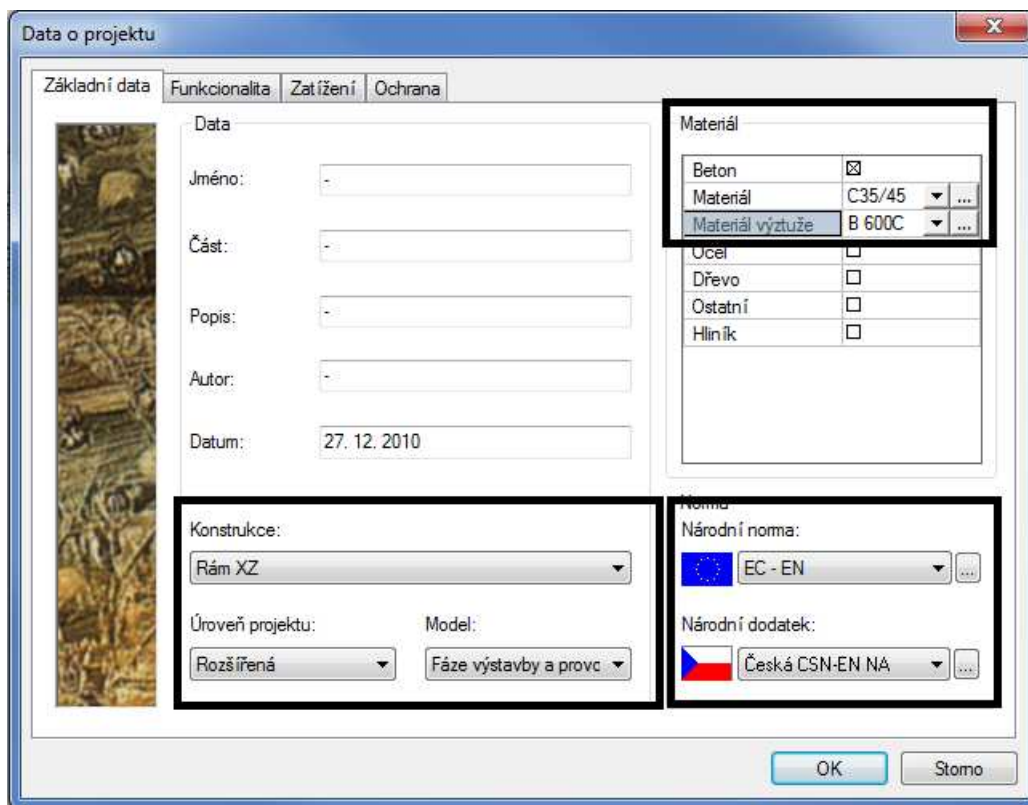 Data o projektu
Základní data Funkcionalita Zatížení Ochrana
Data
Jméno: -
Část: -
Popis: -
Autor: -
Datum: 27. 12. 2010
Konstrukce:
Rám XZ
Úroveň projektu: Model:
Rozšířená Fáze výstavby a provc
Materiál
Beton
Materiál C35/45 ...
Materiál výztuže B 600C ...
Ocel
Dřevo
Ostatní
Hliník
Norma
Národní norma:
EC - EN ...
Národní dodatek:
Česká CSN-EN NA ...
OK Storno